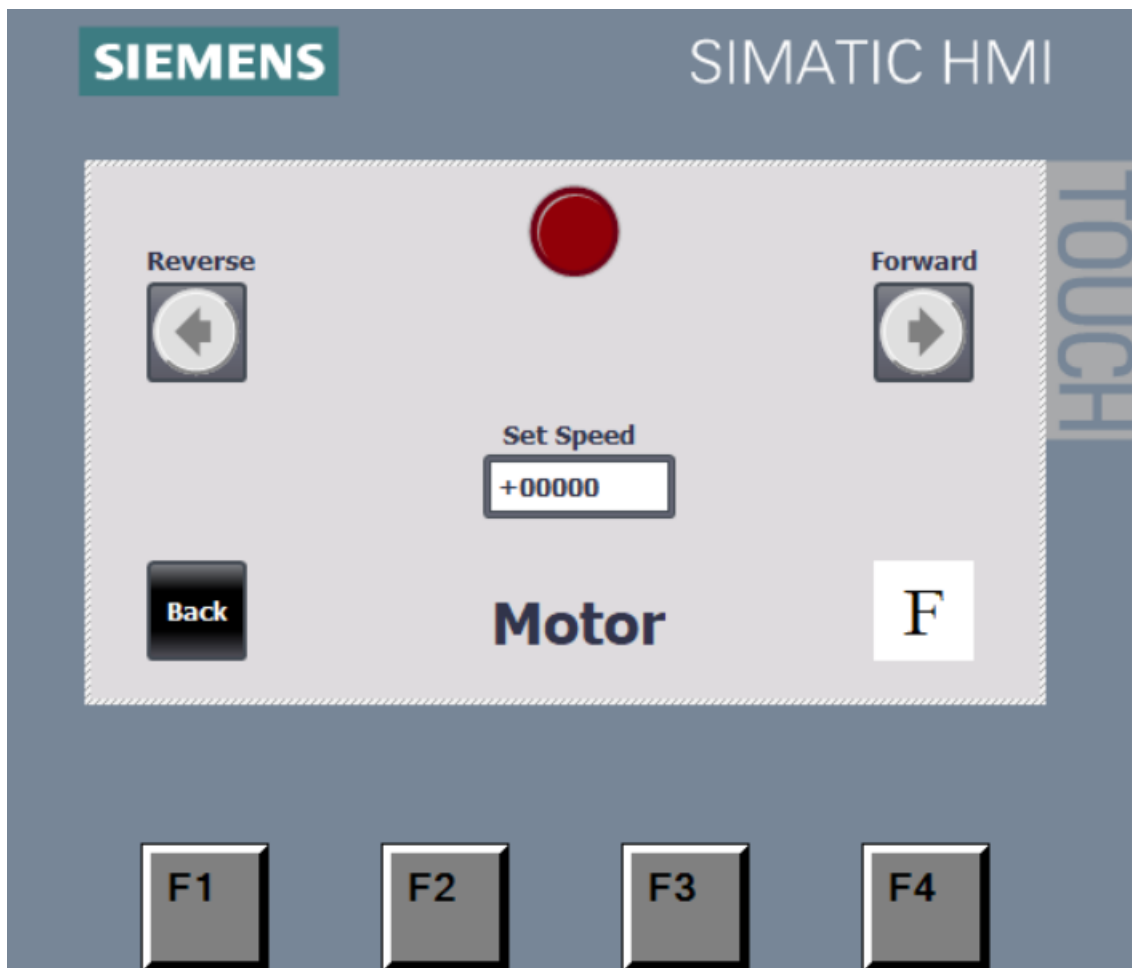 SIEMENS
SIMATIC HMI
TOUCH
Reverse
Forward
Set Speed
+00000
Back
Motor
F
F1
F2
F3
F4